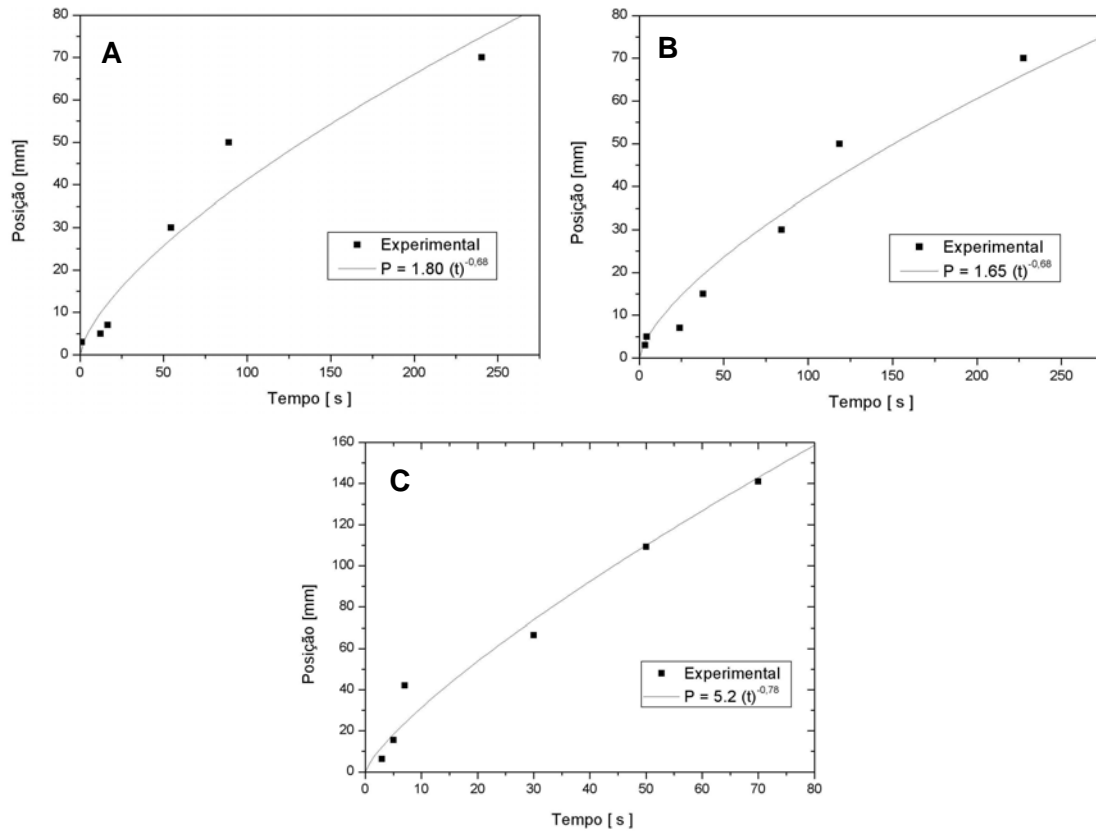 A
80
70
60
50
40
30
20
10
0
Posição [mm]
Experimental
P = 1.80 (t)^-0,68
0 50 100 150 200 250
Tempo [ s ]
B
80
70
60
50
40
30
20
10
0
Posição [mm]
Experimental
P = 1.65 (t)^-0,68
0 50 100 150 200 250
Tempo [ s ]
C
160
140
120
100
80
60
40
20
0
Posição [mm]
Experimental
P = 5.2 (t)^-0,78
0 10 20 30 40 50 60 70 80
Tempo [ s ]